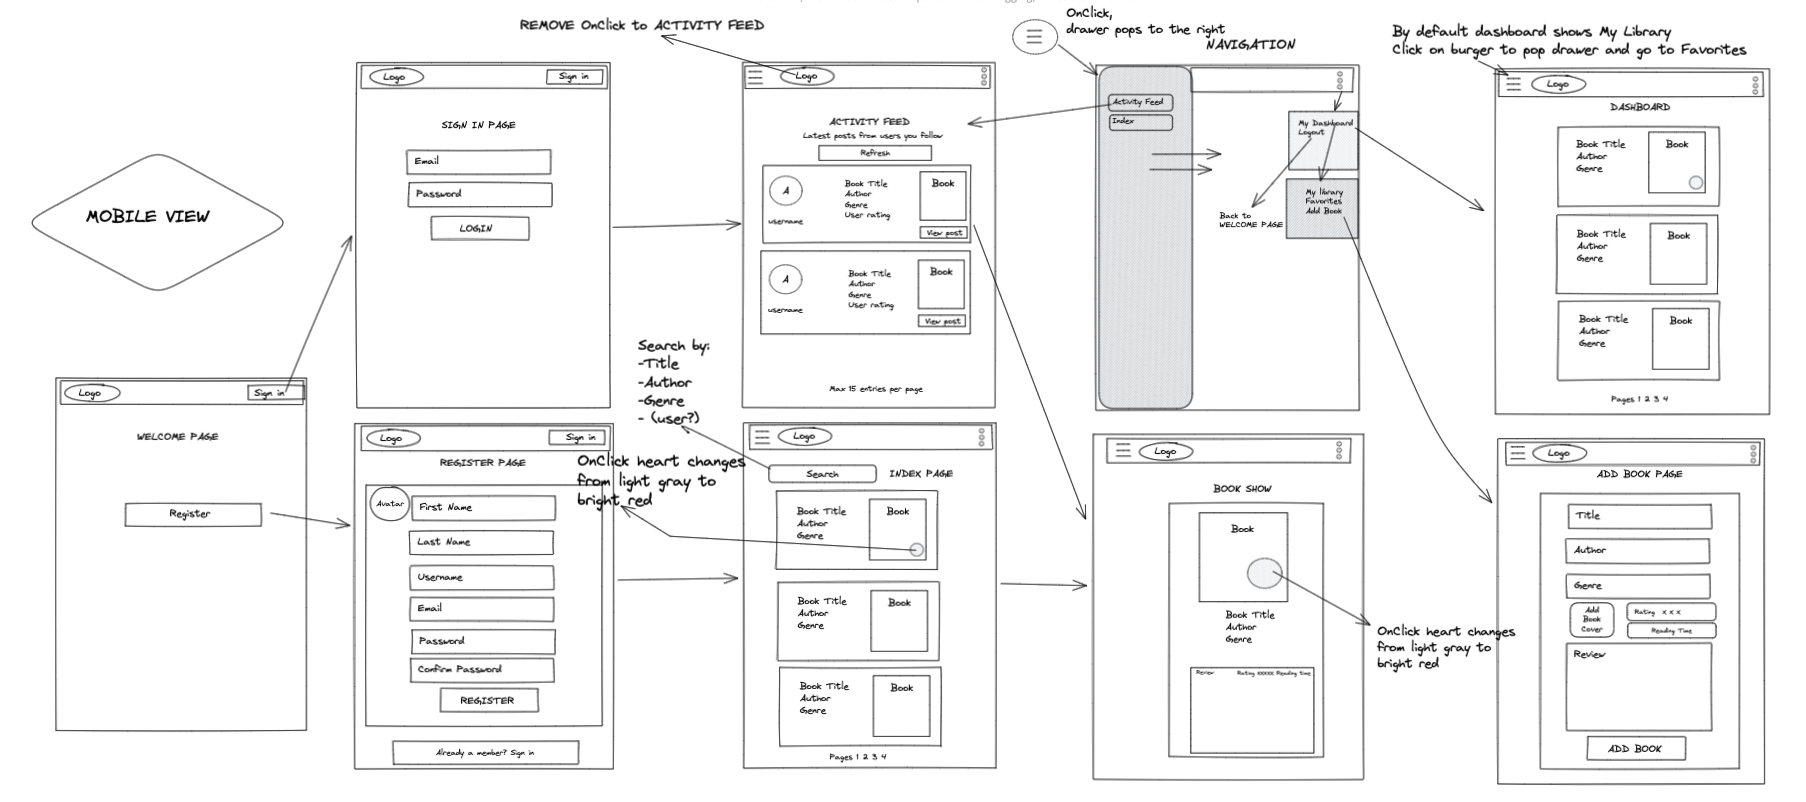 REMOVE OnClick to ACTIVITY FEED
OnClick,
drawer pops to the right
NAVIGATION
By default dashboard shows My Library
Click on burger to pop drawer and go to Favorites
MOBILE VIEW
Logo
Sign in
WELCOME PAGE
Register
Logo
Sign in
SIGN IN PAGE
Email
Password
LOGIN
Logo
Sign in
REGISTER PAGE
Avatar
First Name
Last Name
Username
Email
Password
Confirm Password
REGISTER
Already a member? Sign in
Logo
ACTIVITY FEED
Latest posts from users you follow
Refresh
A
username
Book Title
Author
Genre
User rating
Book
View post
A
username
Book Title
Author
Genre
User rating
Book
View post
Max 15 entries per page
Search by:
-Title
-Author
-Genre
- (user?)
OnClick heart changes
from light gray to
bright red
Logo
Search
INDEX PAGE
Book Title
Author
Genre
Book
Book Title
Author
Genre
Book
Book Title
Author
Genre
Book
Pages 1 2 3 4
Activity Feed
Index
My Dashboard
Logout
My library
Favorites
Add Book
Back to
WELCOME PAGE
Logo
BOOK SHOW
Book
Book Title
Author
Genre
Review
Rating xxxxx Reading time
OnClick heart changes
from light gray to
bright red
Logo
DASHBOARD
Book Title
Author
Genre
Book
Book Title
Author
Genre
Book
Book Title
Author
Genre
Book
Pages 1 2 3 4
Logo
ADD BOOK PAGE
Title
Author
Genre
Add
Book
Cover
Rating x x x
Reading Time
Review
ADD BOOK